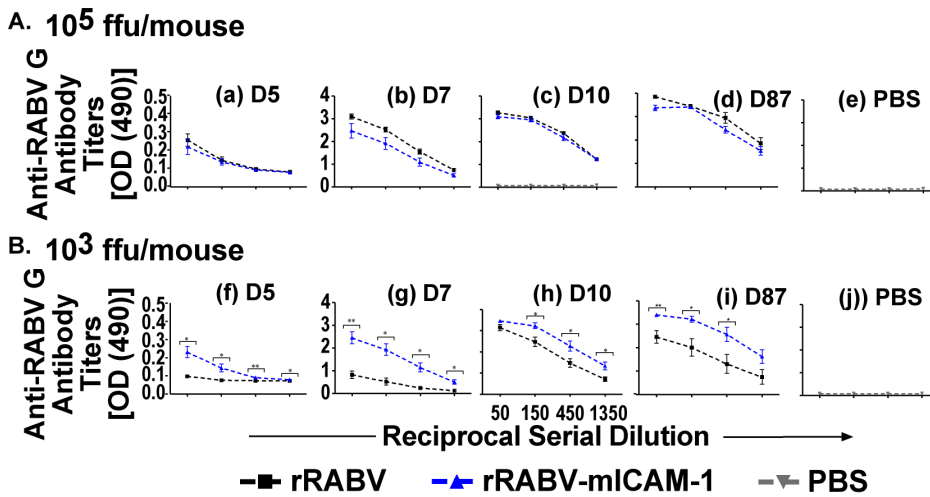 A. 10⁵ ffu/mouse
Anti-RABV G
Antibody
Titers
[OD (490)]
0.5
0.4
0.3
0.2
0.1
0.0
(a) D5
4
3
2
1
0
(b) D7
(c) D10
(d) D87
(e) PBS
B. 10³ ffu/mouse
Anti-RABV G
Antibody
Titers
[OD (490)]
0.5
0.4
0.3
0.2
0.1
0.0
(f) D5
* * ** *
4
3
2
1
0
(g) D7
** * * *
(h) D10
* * *
50 150 450 1350
(i) D87
** * *
(j)) PBS
Reciprocal Serial Dilution
rRABV rRABV-mICAM-1 PBS